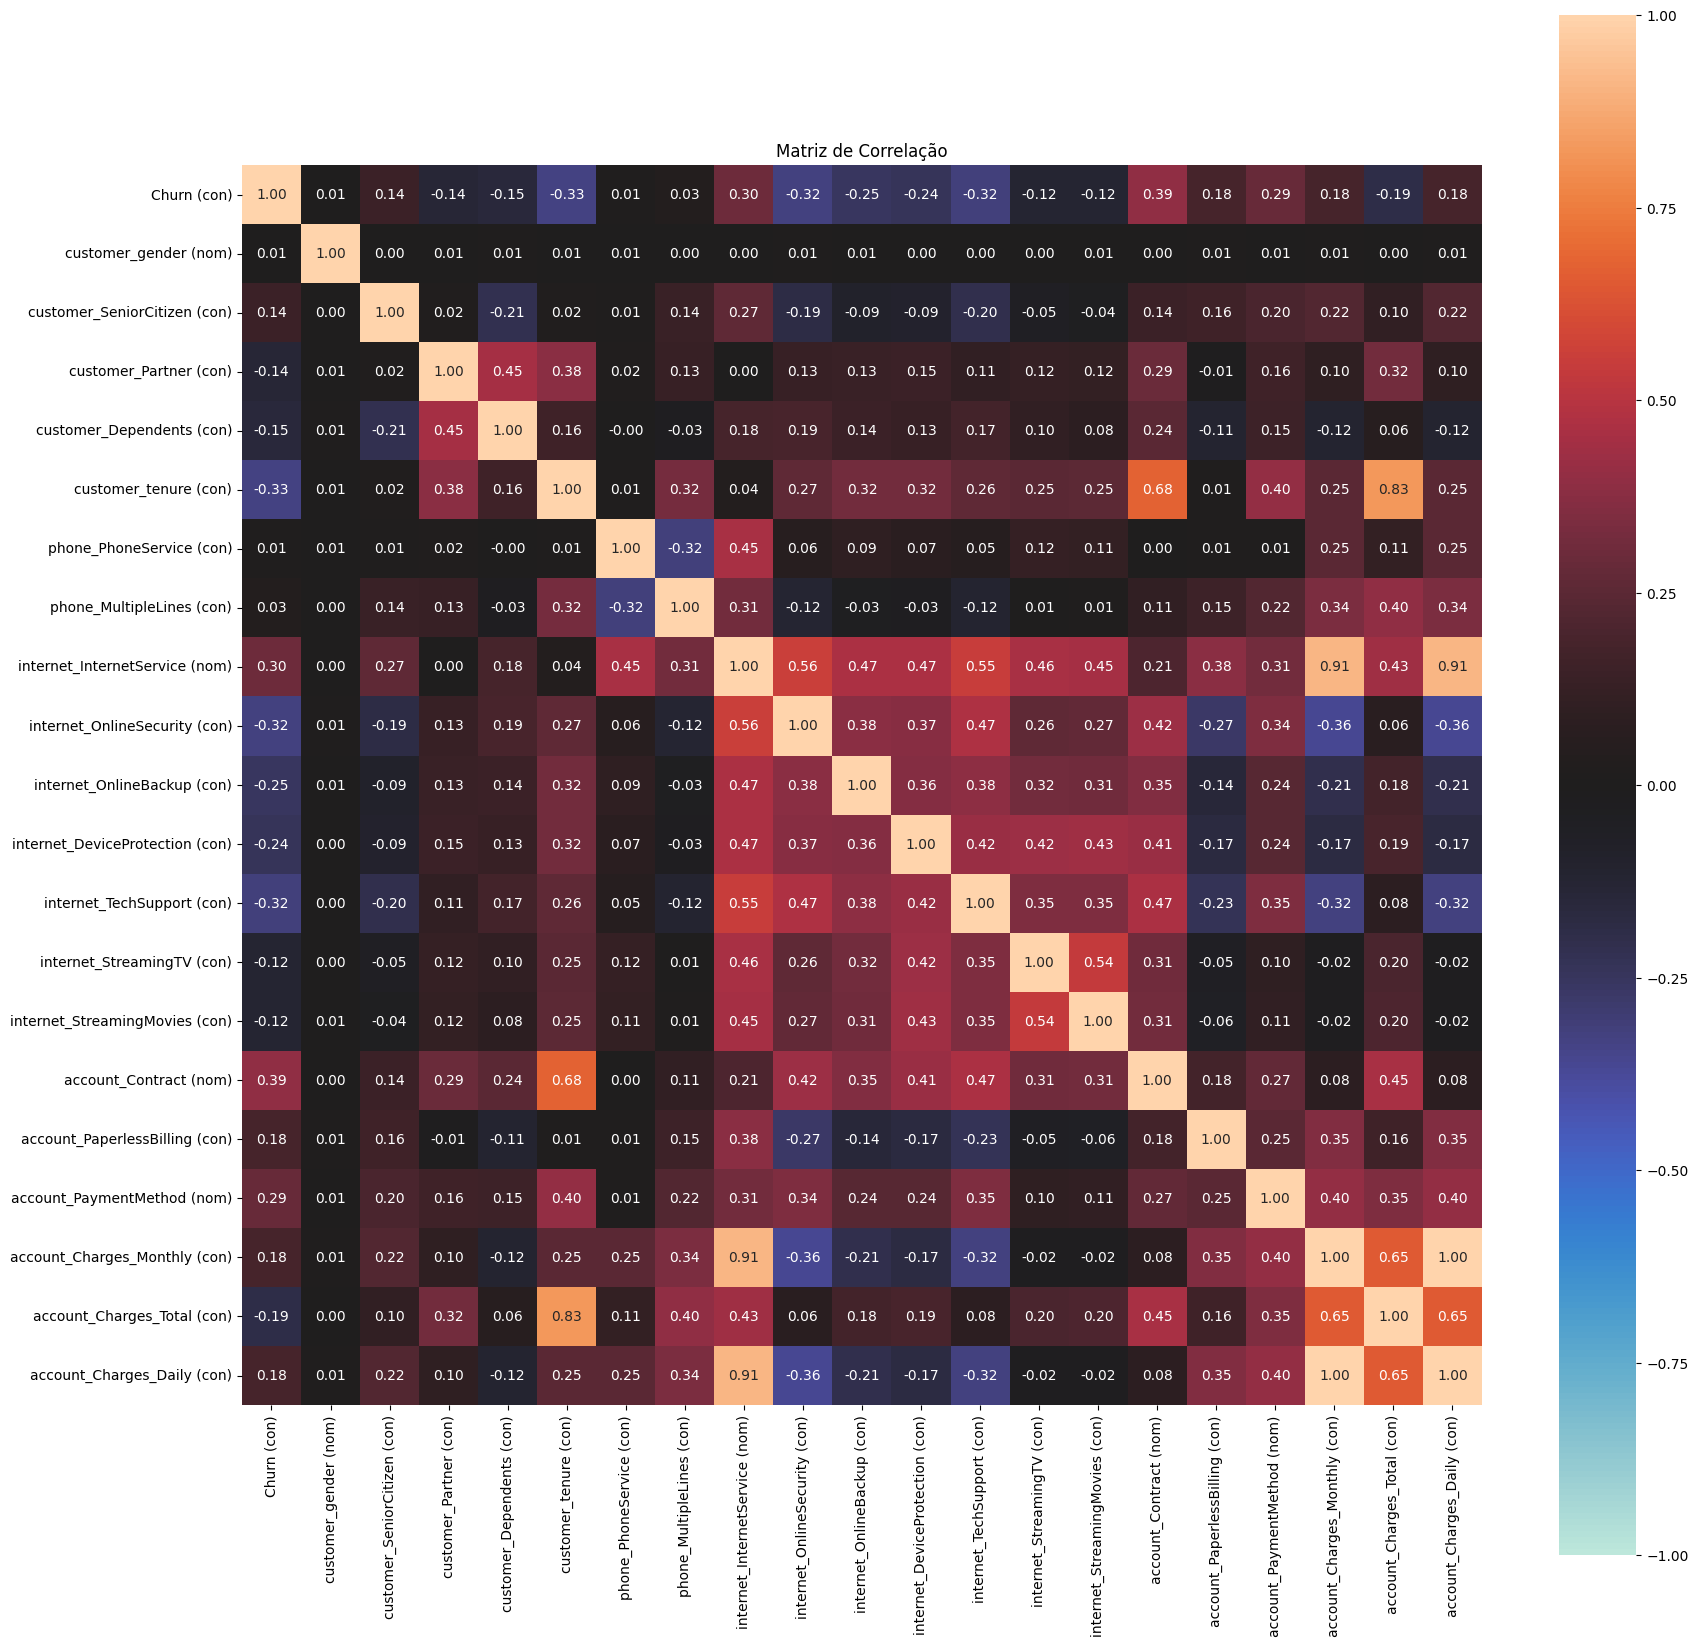 Matriz de Correlação
Churn (con) 1.00 0.01 0.14 -0.14 -0.15 -0.33 0.01 0.03 0.30 -0.32 -0.25 -0.24 -0.32 -0.12 -0.12 0.39 0.18 0.29 0.18 -0.19 0.18
customer_gender (nom) 0.01 1.00 0.00 0.01 0.01 0.01 0.01 0.00 0.00 0.01 0.01 0.00 0.00 0.00 0.01 0.00 0.01 0.01 0.01 0.00 0.01
customer_SeniorCitizen (con) 0.14 0.00 1.00 0.02 -0.21 0.02 0.01 0.14 0.27 -0.19 -0.09 -0.09 -0.20 -0.05 -0.04 0.14 0.16 0.20 0.22 0.10 0.22
customer_Partner (con) -0.14 0.01 0.02 1.00 0.45 0.38 0.02 0.13 0.00 0.13 0.13 0.15 0.11 0.12 0.12 0.29 -0.01 0.16 0.10 0.32 0.10
customer_Dependents (con) -0.15 0.01 -0.21 0.45 1.00 0.16 -0.00 -0.03 0.18 0.19 0.14 0.13 0.17 0.10 0.08 0.24 -0.11 0.15 -0.12 0.06 -0.12
customer_tenure (con) -0.33 0.01 0.02 0.38 0.16 1.00 0.01 0.32 0.04 0.27 0.32 0.32 0.26 0.25 0.25 0.68 0.01 0.40 0.25 0.83 0.25
phone_PhoneService (con) 0.01 0.01 0.01 0.02 -0.00 0.01 1.00 -0.32 0.45 0.06 0.09 0.07 0.05 0.12 0.11 0.00 0.01 0.01 0.25 0.11 0.25
phone_MultipleLines (con) 0.03 0.00 0.14 0.13 -0.03 0.32 -0.32 1.00 0.31 -0.12 -0.03 -0.03 -0.12 0.01 0.01 0.11 0.15 0.22 0.34 0.40 0.34
internet_InternetService (nom) 0.30 0.00 0.27 0.00 0.18 0.04 0.45 0.31 1.00 0.56 0.47 0.47 0.55 0.46 0.45 0.21 0.38 0.31 0.91 0.43 0.91
internet_OnlineSecurity (con) -0.32 0.01 -0.19 0.13 0.19 0.27 0.06 -0.12 0.56 1.00 0.38 0.37 0.47 0.26 0.27 0.42 -0.27 0.34 -0.36 0.06 -0.36
internet_OnlineBackup (con) -0.25 0.01 -0.09 0.13 0.14 0.32 0.09 -0.03 0.47 0.38 1.00 0.36 0.38 0.32 0.31 0.35 -0.14 0.24 -0.21 0.18 -0.21
internet_DeviceProtection (con) -0.24 0.00 -0.09 0.15 0.13 0.32 0.07 -0.03 0.47 0.37 0.36 1.00 0.42 0.42 0.43 0.41 -0.17 0.24 -0.17 0.19 -0.17
internet_TechSupport (con) -0.32 0.00 -0.20 0.11 0.17 0.26 0.05 -0.12 0.55 0.47 0.38 0.42 1.00 0.35 0.35 0.47 -0.23 0.35 -0.32 0.08 -0.32
internet_StreamingTV (con) -0.12 0.00 -0.05 0.12 0.10 0.25 0.12 0.01 0.46 0.26 0.32 0.42 0.35 1.00 0.54 0.31 -0.05 0.10 -0.02 0.20 -0.02
internet_StreamingMovies (con) -0.12 0.01 -0.04 0.12 0.08 0.25 0.11 0.01 0.45 0.27 0.31 0.43 0.35 0.54 1.00 0.31 -0.06 0.11 -0.02 0.20 -0.02
account_Contract (nom) 0.39 0.00 0.14 0.29 0.24 0.68 0.00 0.11 0.21 0.42 0.35 0.41 0.47 0.31 0.31 1.00 0.18 0.27 0.08 0.45 0.08
account_PaperlessBilling (con) 0.18 0.01 0.16 -0.01 -0.11 0.01 0.01 0.15 0.38 -0.27 -0.14 -0.17 -0.23 -0.05 -0.06 0.18 1.00 0.25 0.35 0.16 0.35
account_PaymentMethod (nom) 0.29 0.01 0.20 0.16 0.15 0.40 0.01 0.22 0.31 0.34 0.24 0.24 0.35 0.10 0.11 0.27 0.25 1.00 0.40 0.35 0.40
account_Charges_Monthly (con) 0.18 0.01 0.22 0.10 -0.12 0.25 0.25 0.34 0.91 -0.36 -0.21 -0.17 -0.32 -0.02 -0.02 0.08 0.35 0.40 1.00 0.65 1.00
account_Charges_Total (con) -0.19 0.00 0.10 0.32 0.06 0.83 0.11 0.40 0.43 0.06 0.18 0.19 0.08 0.20 0.20 0.45 0.16 0.35 0.65 1.00 0.65
account_Charges_Daily (con) 0.18 0.01 0.22 0.10 -0.12 0.25 0.25 0.34 0.91 -0.36 -0.21 -0.17 -0.32 -0.02 -0.02 0.08 0.35 0.40 1.00 0.65 1.00
Churn (con)
customer_gender (nom)
customer_SeniorCitizen (con)
customer_Partner (con)
customer_Dependents (con)
customer_tenure (con)
phone_PhoneService (con)
phone_MultipleLines (con)
internet_InternetService (nom)
internet_OnlineSecurity (con)
internet_OnlineBackup (con)
internet_DeviceProtection (con)
internet_TechSupport (con)
internet_StreamingTV (con)
internet_StreamingMovies (con)
account_Contract (nom)
account_PaperlessBilling (con)
account_PaymentMethod (nom)
account_Charges_Monthly (con)
account_Charges_Total (con)
account_Charges_Daily (con)
1.00
0.75
0.50
0.25
0.00
−0.25
−0.50
−0.75
−1.00